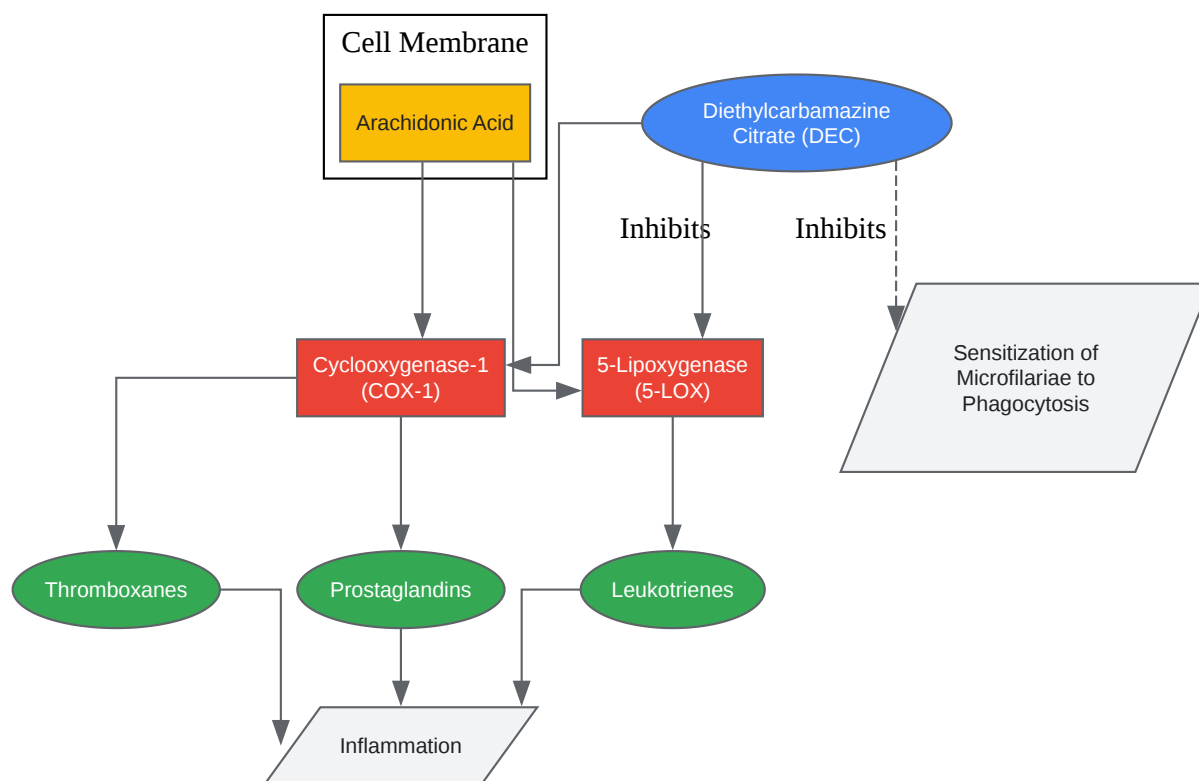 Cell Membrane
Arachidonic Acid
Diethylcarbamazine
Citrate (DEC)
Inhibits
Inhibits
Cyclooxygenase-1
(COX-1)
5-Lipoxygenase
(5-LOX)
Sensitization of
Microfilariae to
Phagocytosis
Thromboxanes
Prostaglandins
Leukotrienes
Inflammation